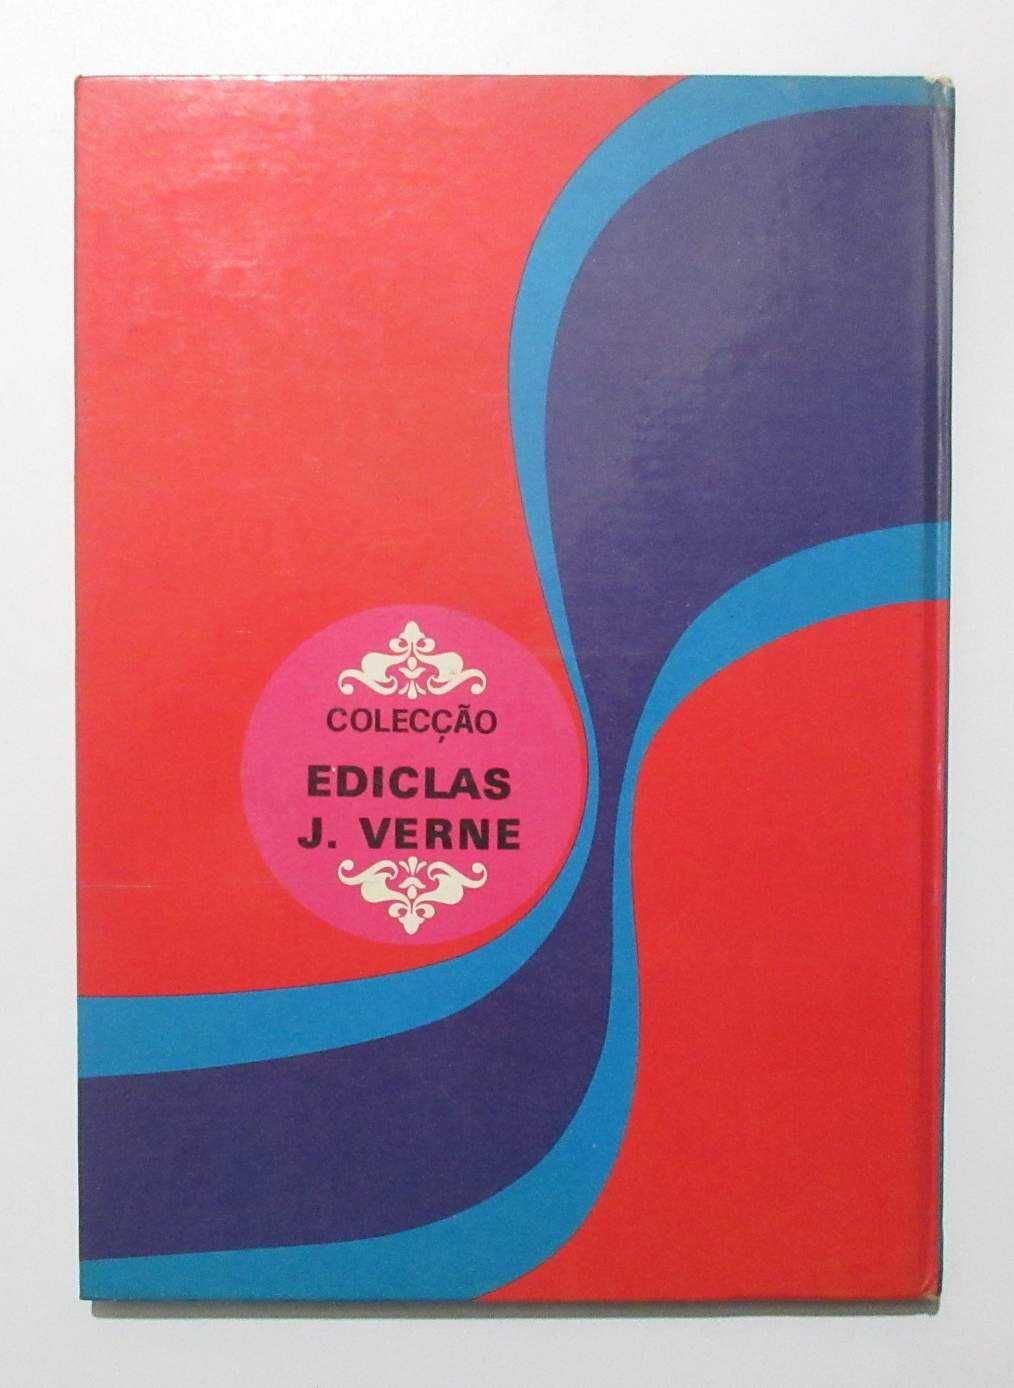 COLECÇÃO
EDICLAS
J. VERNE